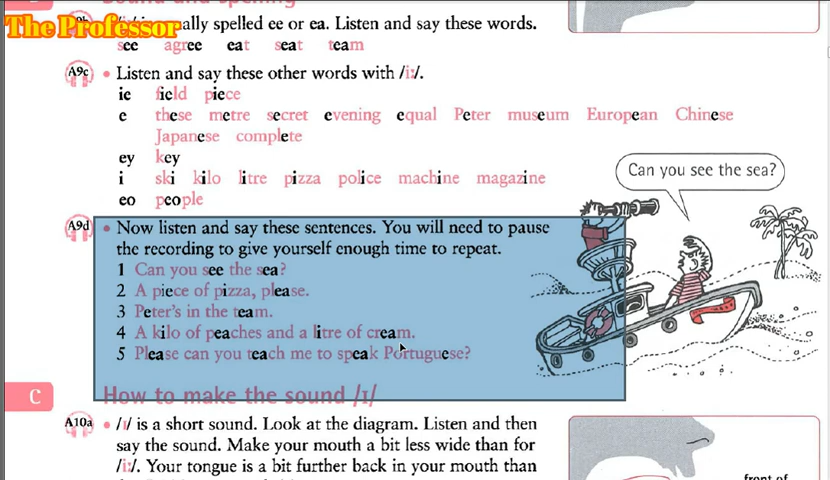 Sound and spelling
The Professor
ally spelled ee or ea. Listen and say these words.
see agree eat seat team
A9c • Listen and say these other words with /iː/.
ie field piece
e these metre secret evening equal Peter museum European Chinese
Japanese complete
ey key
i ski kilo litre pizza police machine magazine
eo people
Can you see the sea?
A9d • Now listen and say these sentences. You will need to pause
the recording to give yourself enough time to repeat.
1 Can you see the sea?
2 A piece of pizza, please.
3 Peter's in the team.
4 A kilo of peaches and a litre of cream.
5 Please can you teach me to speak Portuguese?
C How to make the sound /ɪ/
A10a • /ɪ/ is a short sound. Look at the diagram. Listen and then
say the sound. Make your mouth a bit less wide than for
/iː/. Your tongue is a bit further back in your mouth than
front of